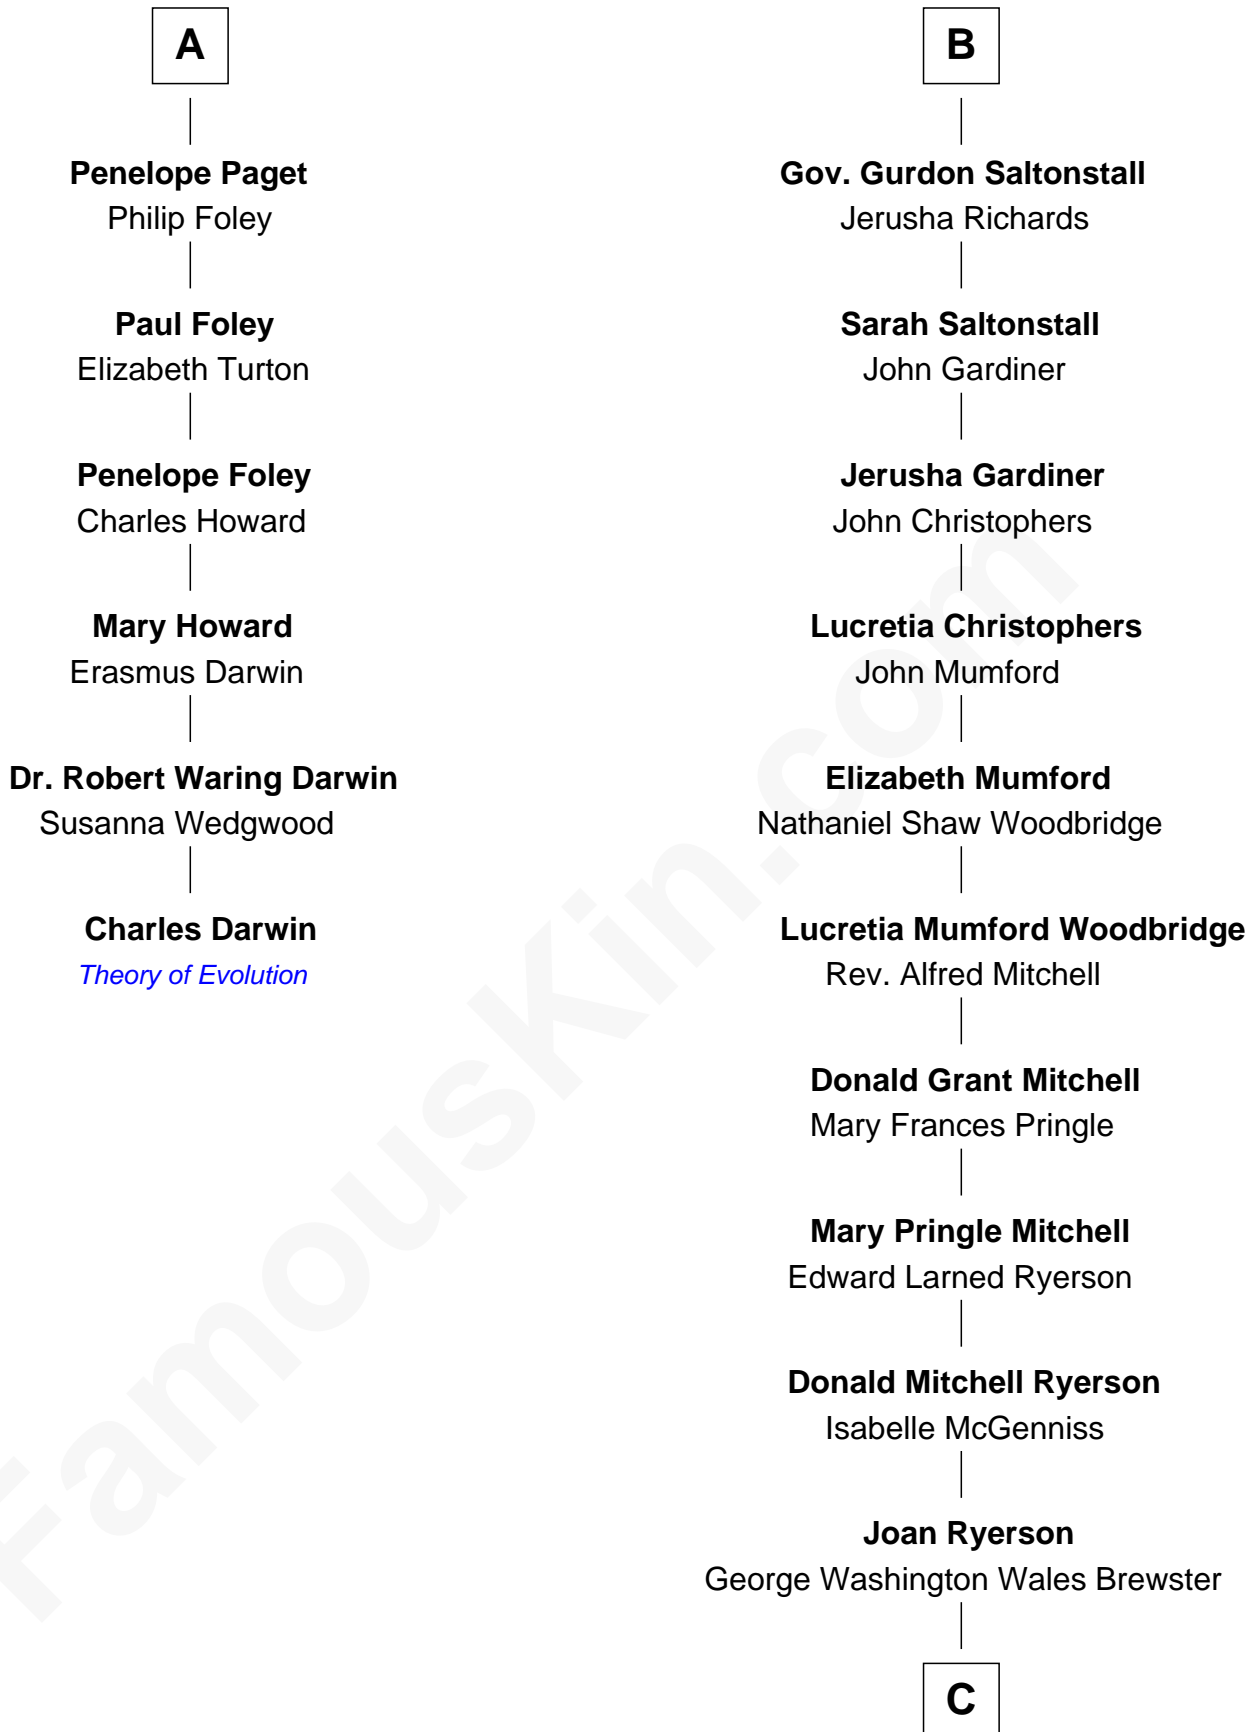 A
Penelope Paget
Philip Foley
Paul Foley
Elizabeth Turton
Penelope Foley
Charles Howard
Mary Howard
Erasmus Darwin
Dr. Robert Waring Darwin
Susanna Wedgwood
Charles Darwin
Theory of Evolution
B
Gov. Gurdon Saltonstall
Jerusha Richards
Sarah Saltonstall
John Gardiner
Jerusha Gardiner
John Christophers
Lucretia Christophers
John Mumford
Elizabeth Mumford
Nathaniel Shaw Woodbridge
Lucretia Mumford Woodbridge
Rev. Alfred Mitchell
Donald Grant Mitchell
Mary Frances Pringle
Mary Pringle Mitchell
Edward Larned Ryerson
Donald Mitchell Ryerson
Isabelle McGenniss
Joan Ryerson
George Washington Wales Brewster
C
FamousKin.com